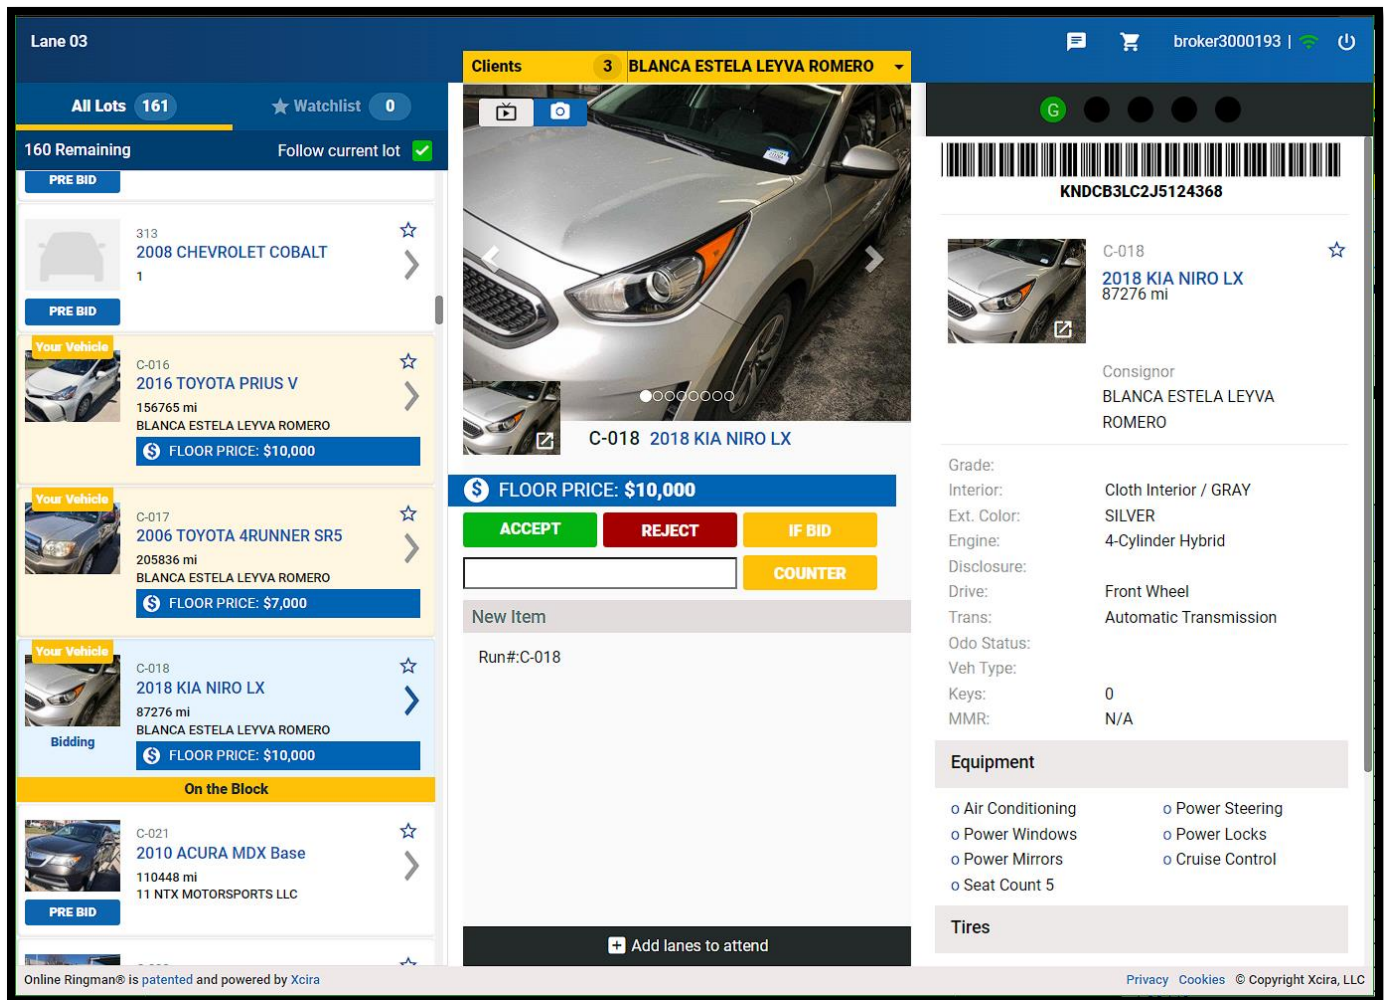 Lane 03
broker3000193 |
Clients 3 BLANCA ESTELA LEYVA ROMERO
All Lots 161
Watchlist 0
160 Remaining
Follow current lot
PRE BID
313
2008 CHEVROLET COBALT
1
PRE BID
Your Vehicle
C-016
2016 TOYOTA PRIUS V
156765 mi
BLANCA ESTELA LEYVA ROMERO
FLOOR PRICE: $10,000
Your Vehicle
C-017
2006 TOYOTA 4RUNNER SR5
205836 mi
BLANCA ESTELA LEYVA ROMERO
FLOOR PRICE: $7,000
Your Vehicle
C-018
2018 KIA NIRO LX
87276 mi
BLANCA ESTELA LEYVA ROMERO
Bidding
FLOOR PRICE: $10,000
On the Block
C-021
2010 ACURA MDX Base
110448 mi
11 NTX MOTORSPORTS LLC
PRE BID
C-018 2018 KIA NIRO LX
FLOOR PRICE: $10,000
ACCEPT
REJECT
IF BID
COUNTER
New Item
Run#:C-018
Add lanes to attend
G
KNDCB3LC2J5124368
C-018
2018 KIA NIRO LX
87276 mi
Consignor
BLANCA ESTELA LEYVA
ROMERO
Grade:
Interior: Cloth Interior / GRAY
Ext. Color: SILVER
Engine: 4-Cylinder Hybrid
Disclosure:
Drive: Front Wheel
Trans: Automatic Transmission
Odo Status:
Veh Type:
Keys: 0
MMR: N/A
Equipment
o Air Conditioning
o Power Steering
o Power Windows
o Power Locks
o Power Mirrors
o Cruise Control
o Seat Count 5
Tires
Online Ringman® is patented and powered by Xcira
Privacy Cookies © Copyright Xcira, LLC